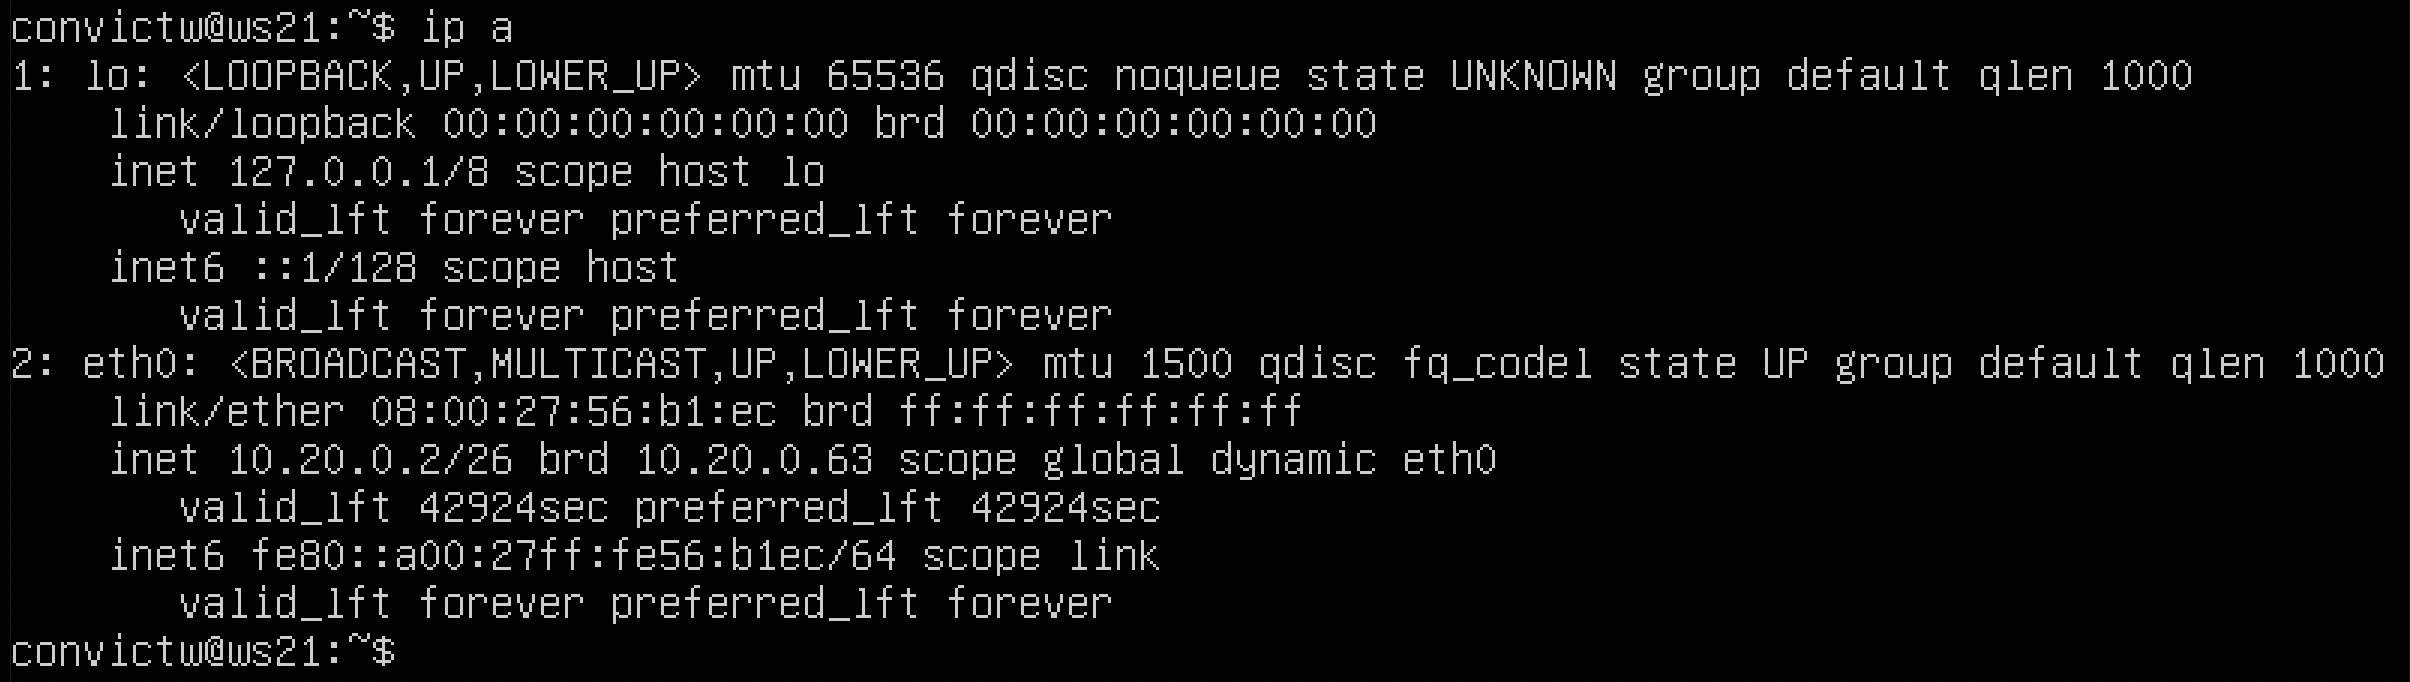 convictw@ws21:~$ ip a
1: lo: <LOOPBACK,UP,LOWER_UP> mtu 65536 qdisc noqueue state UNKNOWN group default qlen 1000
    link/loopback 00:00:00:00:00:00 brd 00:00:00:00:00:00
    inet 127.0.0.1/8 scope host lo
       valid_lft forever preferred_lft forever
    inet6 ::1/128 scope host
       valid_lft forever preferred_lft forever
2: eth0: <BROADCAST,MULTICAST,UP,LOWER_UP> mtu 1500 qdisc fq_codel state UP group default qlen 1000
    link/ether 08:00:27:56:b1:ec brd ff:ff:ff:ff:ff:ff
    inet 10.20.0.2/26 brd 10.20.0.63 scope global dynamic eth0
       valid_lft 42924sec preferred_lft 42924sec
    inet6 fe80::a00:27ff:fe56:b1ec/64 scope link
       valid_lft forever preferred_lft forever
convictw@ws21:~$